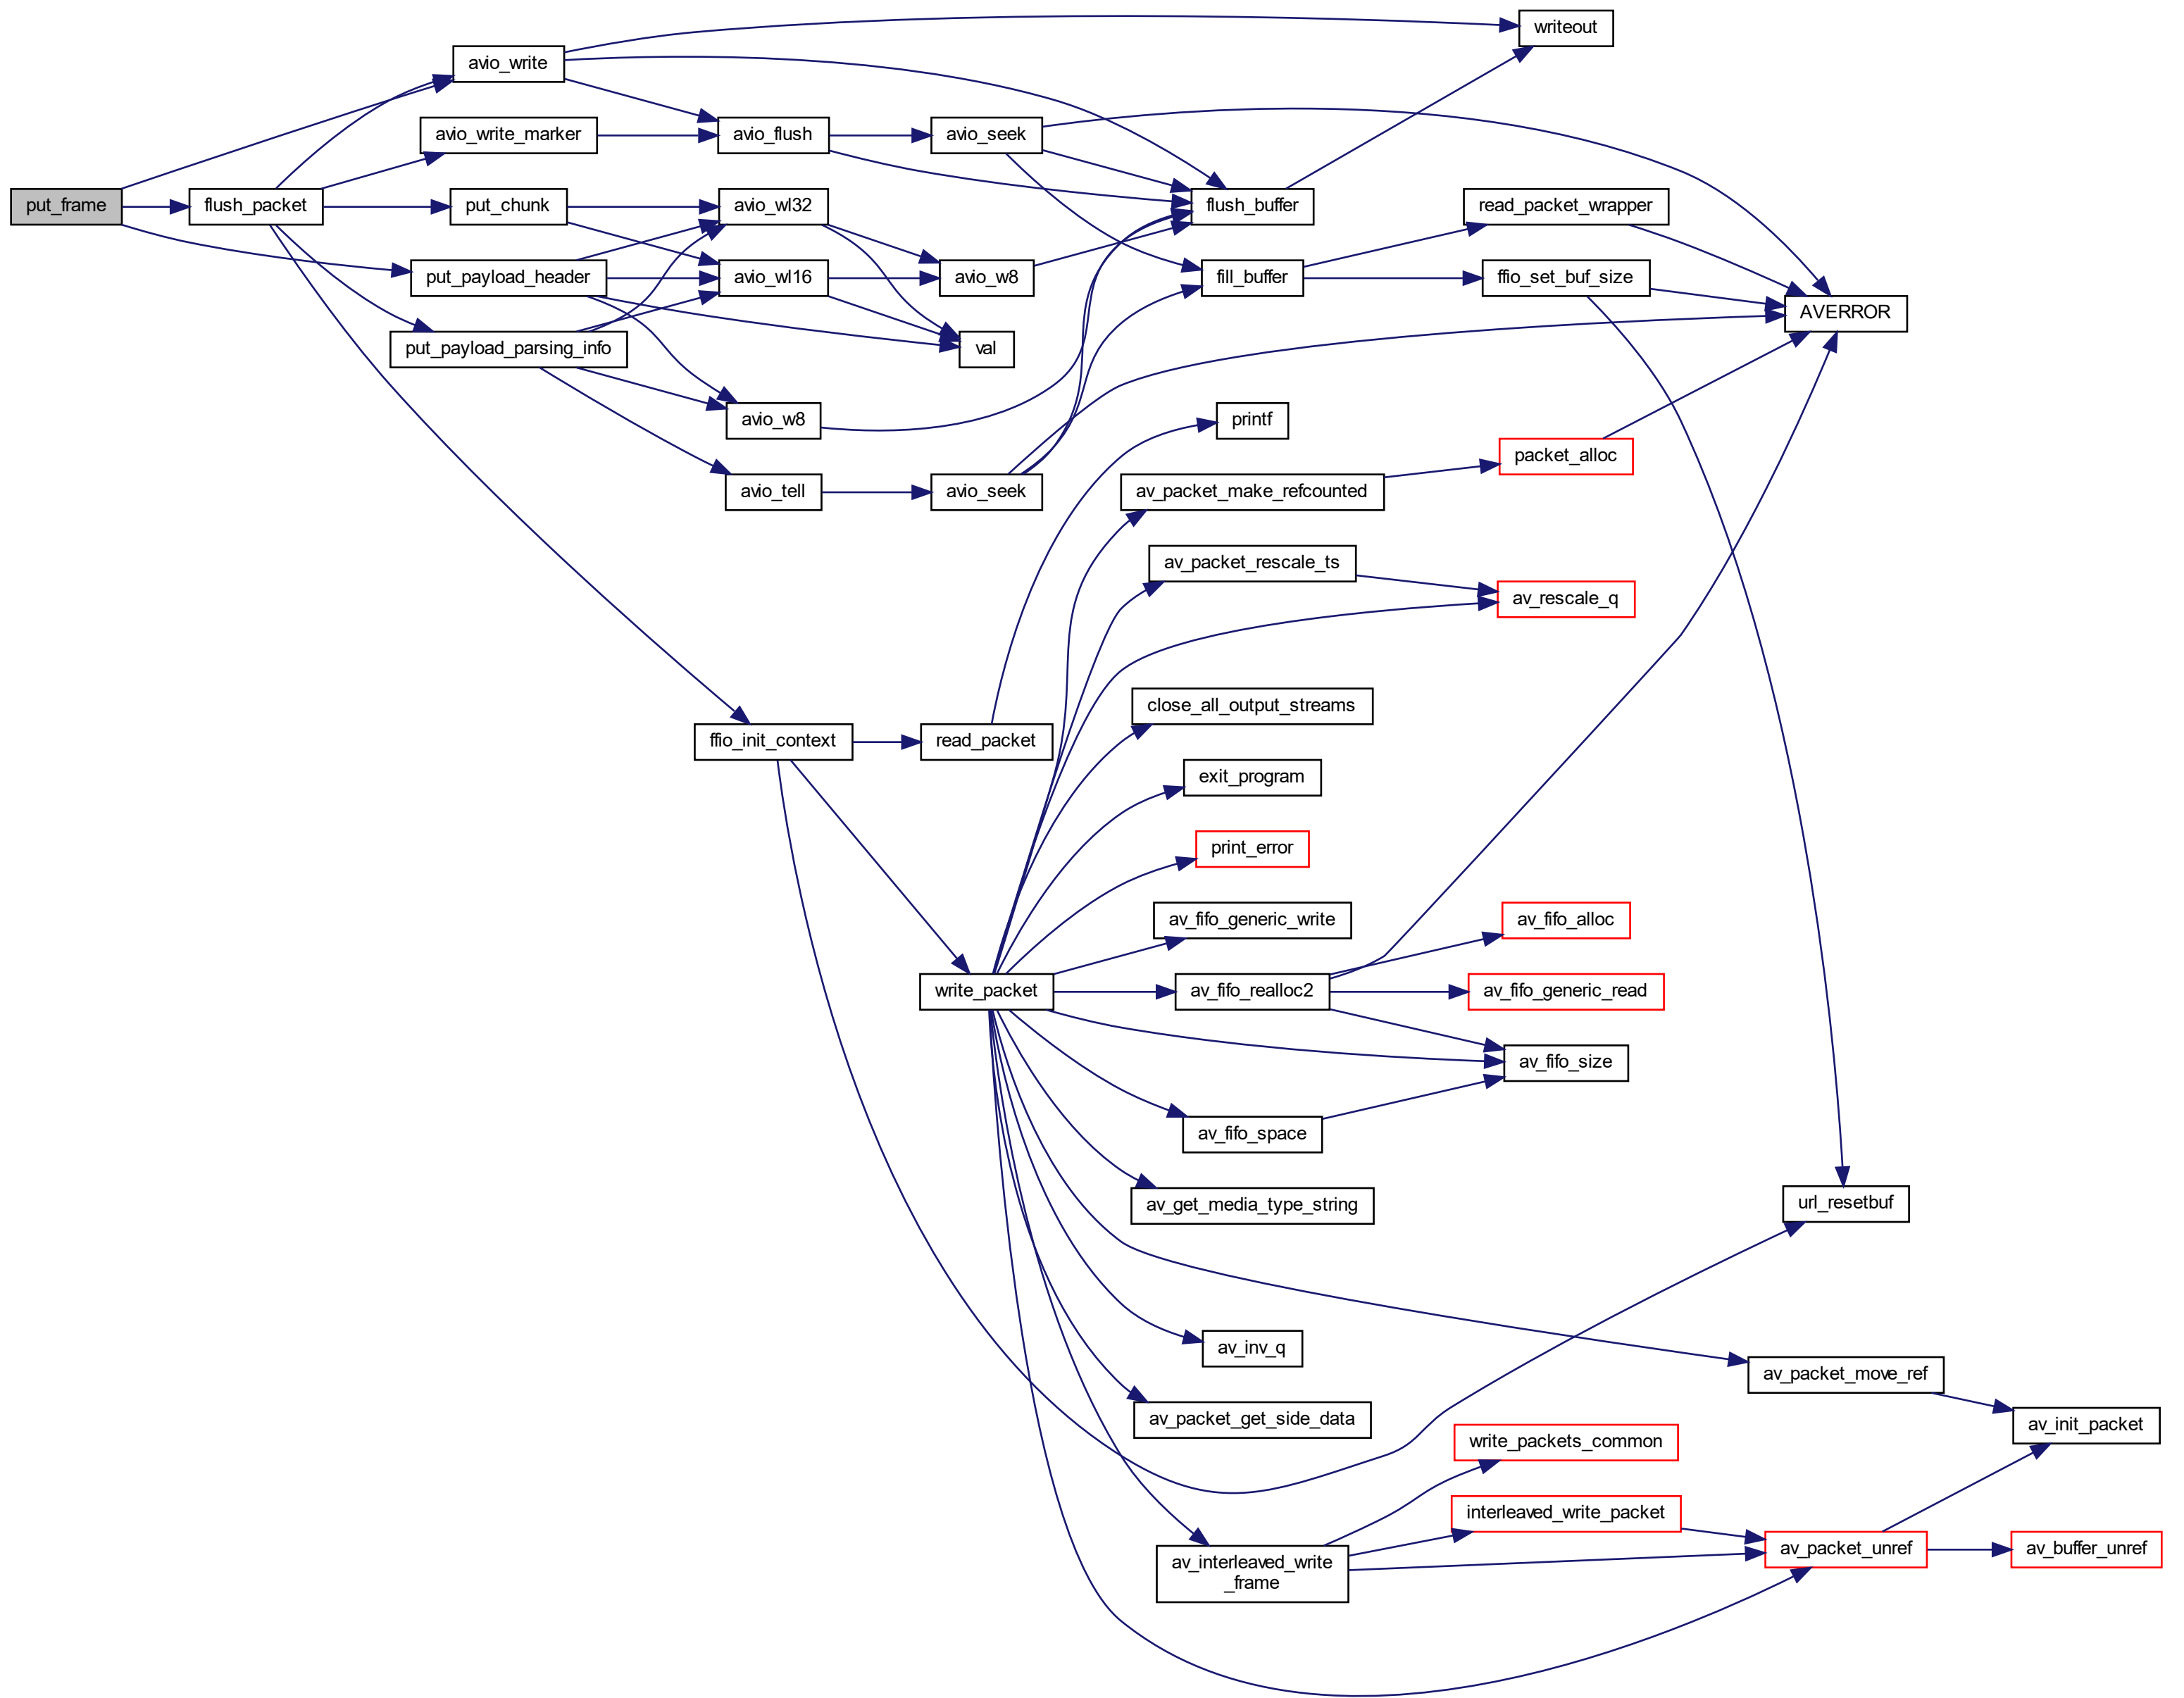 writeout
avio_write
avio_write_marker
avio_flush
avio_seek
put_frame
flush_packet
put_chunk
avio_wl32
flush_buffer
read_packet_wrapper
put_payload_header
avio_wl16
avio_w8
fill_buffer
ffio_set_buf_size
AVERROR
put_payload_parsing_info
val
avio_w8
printf
packet_alloc
avio_tell
avio_seek
av_packet_make_refcounted
av_packet_rescale_ts
av_rescale_q
close_all_output_streams
ffio_init_context
read_packet
exit_program
print_error
av_fifo_generic_write
av_fifo_alloc
write_packet
av_fifo_realloc2
av_fifo_generic_read
av_fifo_size
av_fifo_space
av_get_media_type_string
url_resetbuf
av_inv_q
av_packet_move_ref
av_packet_get_side_data
av_init_packet
write_packets_common
interleaved_write_packet
av_packet_unref
av_buffer_unref
av_interleaved_write
_frame